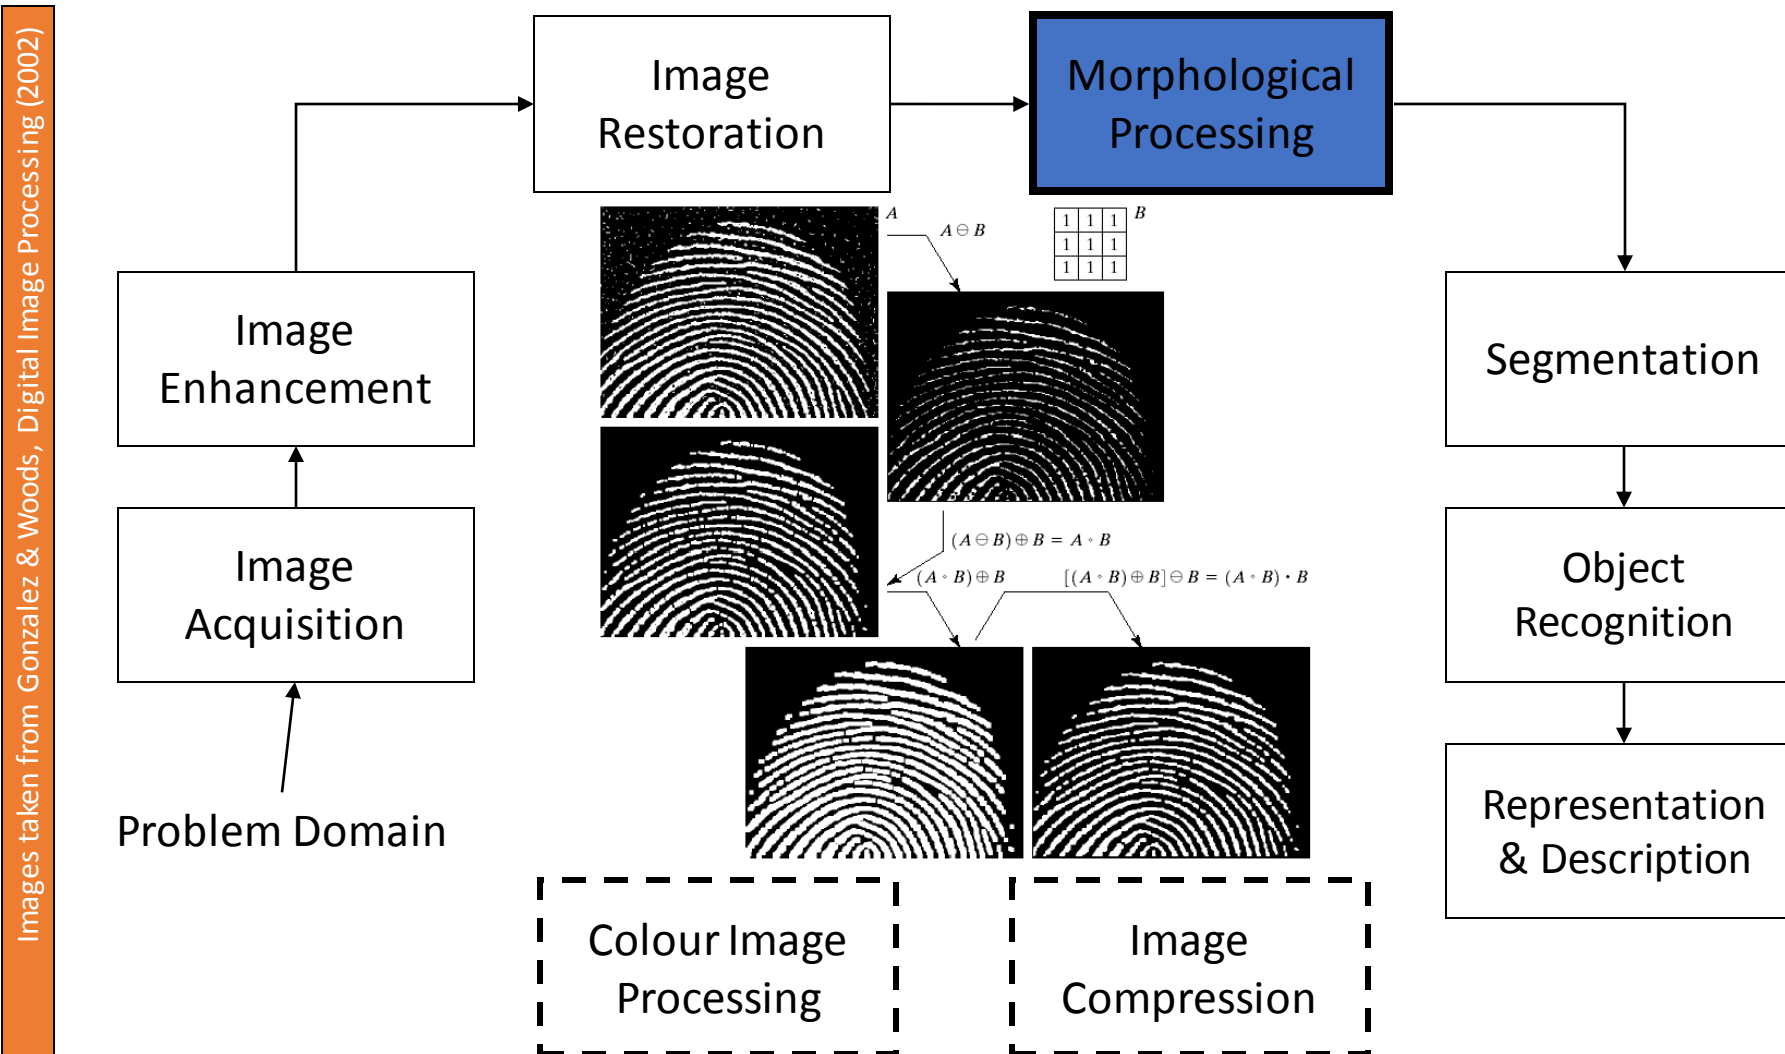 Images taken from Gonzalez & Woods, Digital Image Processing (2002)
Image
Restoration
Morphological
Processing
A
A ⊖ B
1 1 1
1 1 1
1 1 1
B
Image
Enhancement
Segmentation
Image
Acquisition
(A ⊖ B) ⊕ B = A ∘ B
(A ∘ B) ⊕ B
[(A ∘ B) ⊕ B] ⊖ B = (A ∘ B) • B
Object
Recognition
Problem Domain
Representation
& Description
Colour Image
Processing
Image
Compression